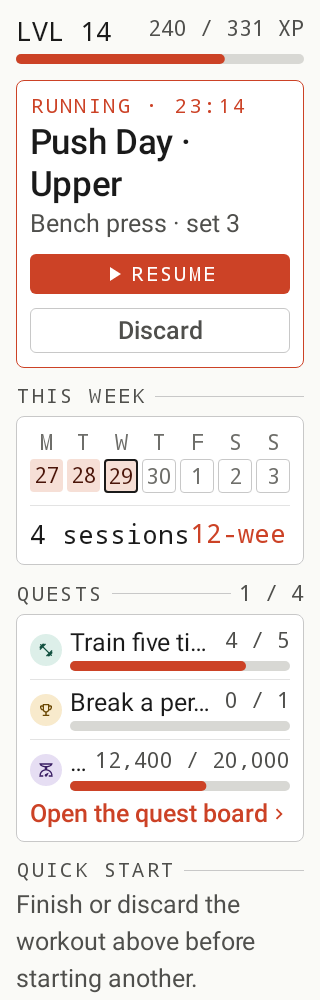 LVL 14 240 / 331 XP
RUNNING · 23:14
Push Day ·
Upper
Bench press · set 3
RESUME
Discard
THIS WEEK
M T W T F S S
27 28 29 30 1 2 3
4 sessions 12-wee
QUESTS 1 / 4
Train five ti… 4 / 5
Break a per… 0 / 1
… 12,400 / 20,000
Open the quest board ›
QUICK START
Finish or discard the
workout above before
starting another.